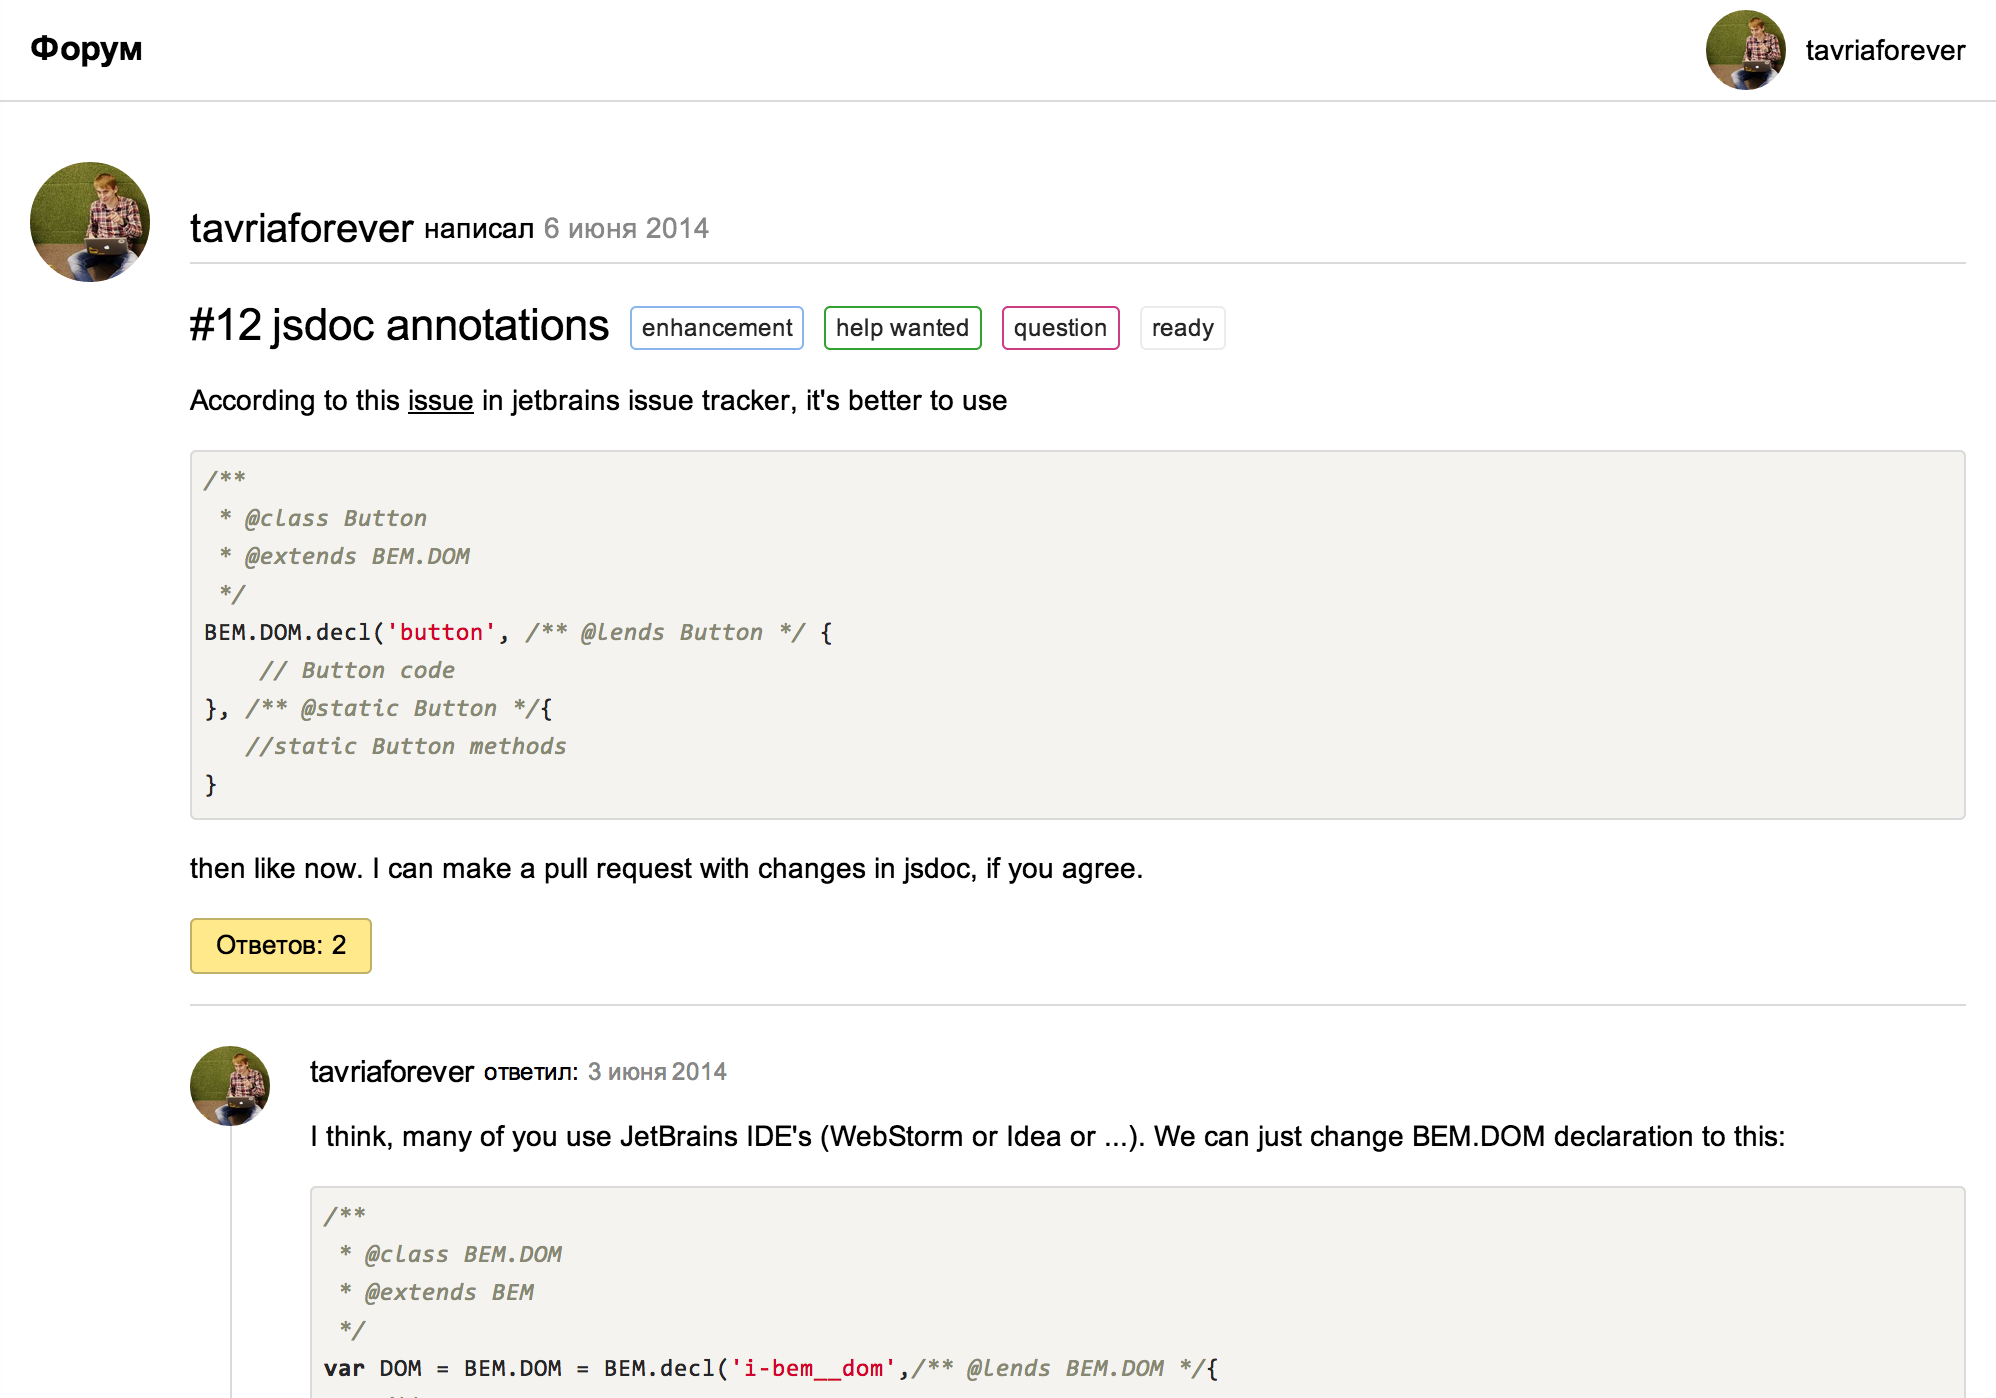 Форум
tavriaforever
tavriaforever написал 6 июня 2014
#12 jsdoc annotations enhancement help wanted question ready
According to this issue in jetbrains issue tracker, it's better to use
/**
 * @class Button
 * @extends BEM.DOM
 */
BEM.DOM.decl('button', /** @lends Button */ {
    // Button code
}, /** @static Button */{
   //static Button methods
}
then like now. I can make a pull request with changes in jsdoc, if you agree.
Ответов: 2
tavriaforever ответил: 3 июня 2014
I think, many of you use JetBrains IDE's (WebStorm or Idea or ...). We can just change BEM.DOM declaration to this:
/**
 * @class BEM.DOM
 * @extends BEM
 */
var DOM = BEM.DOM = BEM.decl('i-bem__dom',/** @lends BEM.DOM */{